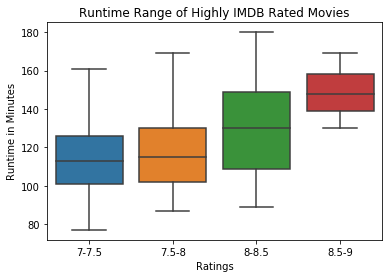 Runtime Range of Highly IMDB Rated Movies
180
160
140
120
100
80
Runtime in Minutes
7-7.5 7.5-8 8-8.5 8.5-9
Ratings